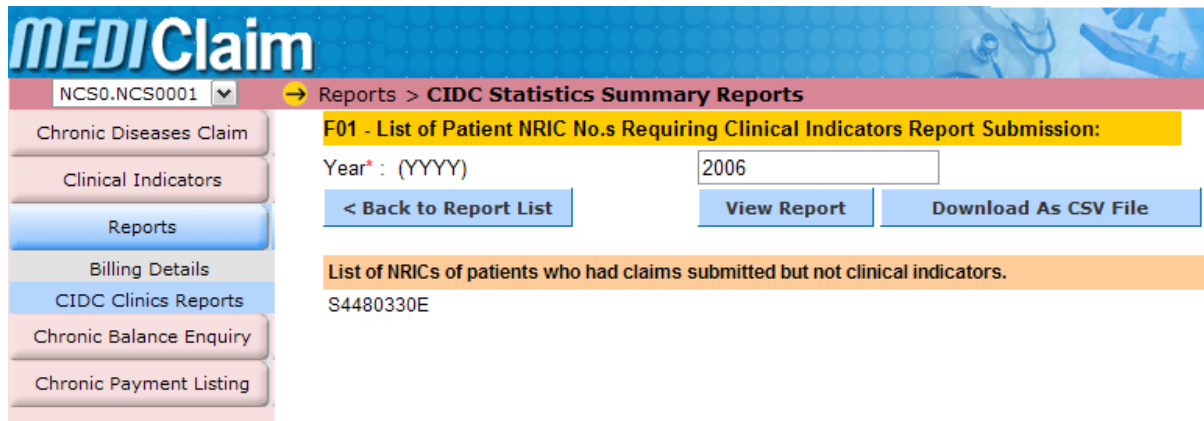 MEDIClaim
NCS0.NCS0001
Reports > CIDC Statistics Summary Reports
Chronic Diseases Claim
Clinical Indicators
Reports
Billing Details
CIDC Clinics Reports
Chronic Balance Enquiry
Chronic Payment Listing
F01 - List of Patient NRIC No.s Requiring Clinical Indicators Report Submission:
Year* : (YYYY) 2006
< Back to Report List View Report Download As CSV File
List of NRICs of patients who had claims submitted but not clinical indicators.
S4480330E